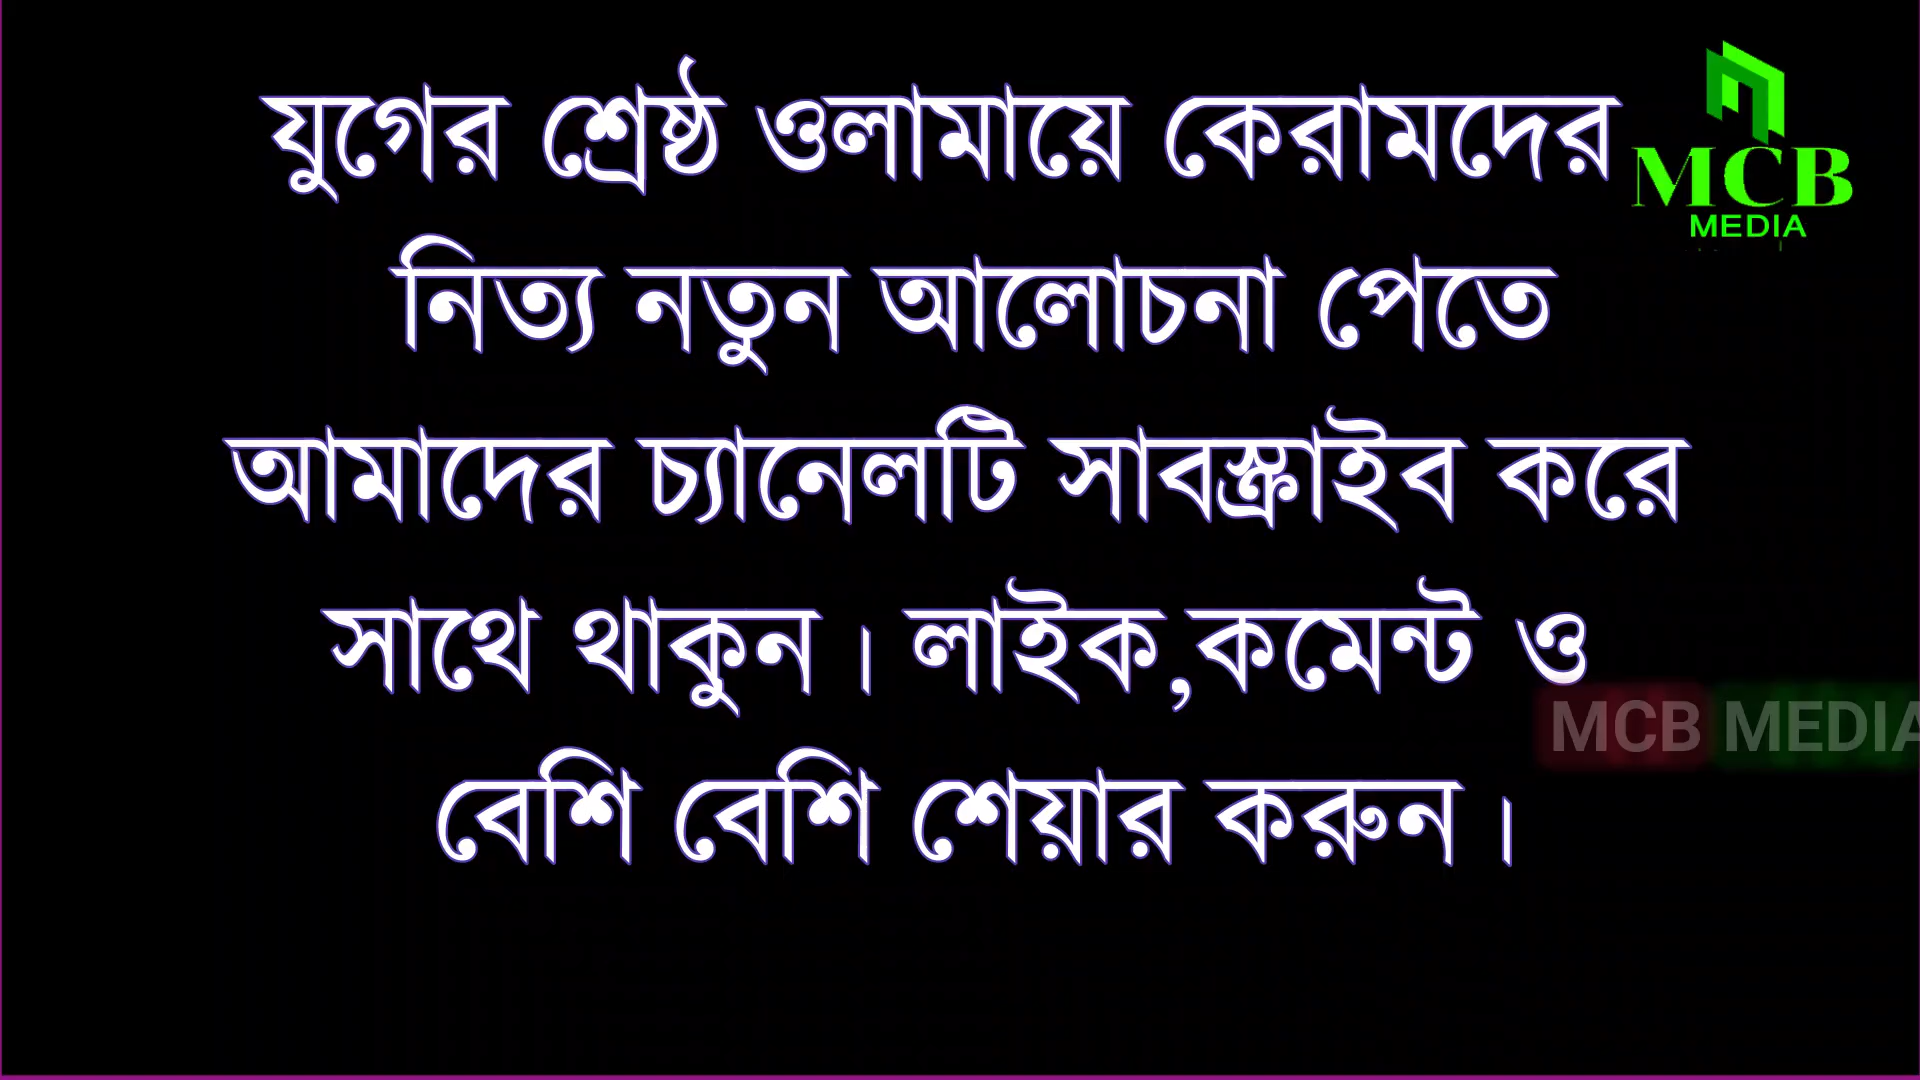 যুগের শ্রেষ্ঠ ওলামায়ে কেরামদের
MCB
MEDIA
নিত্য নতুন আলোচনা পেতে
আমাদের চ্যানেলটি সাবস্ক্রাইব করে
সাথে থাকুন। লাইক,কমেন্ট ও
MCB MEDIA
বেশি বেশি শেয়ার করুন।